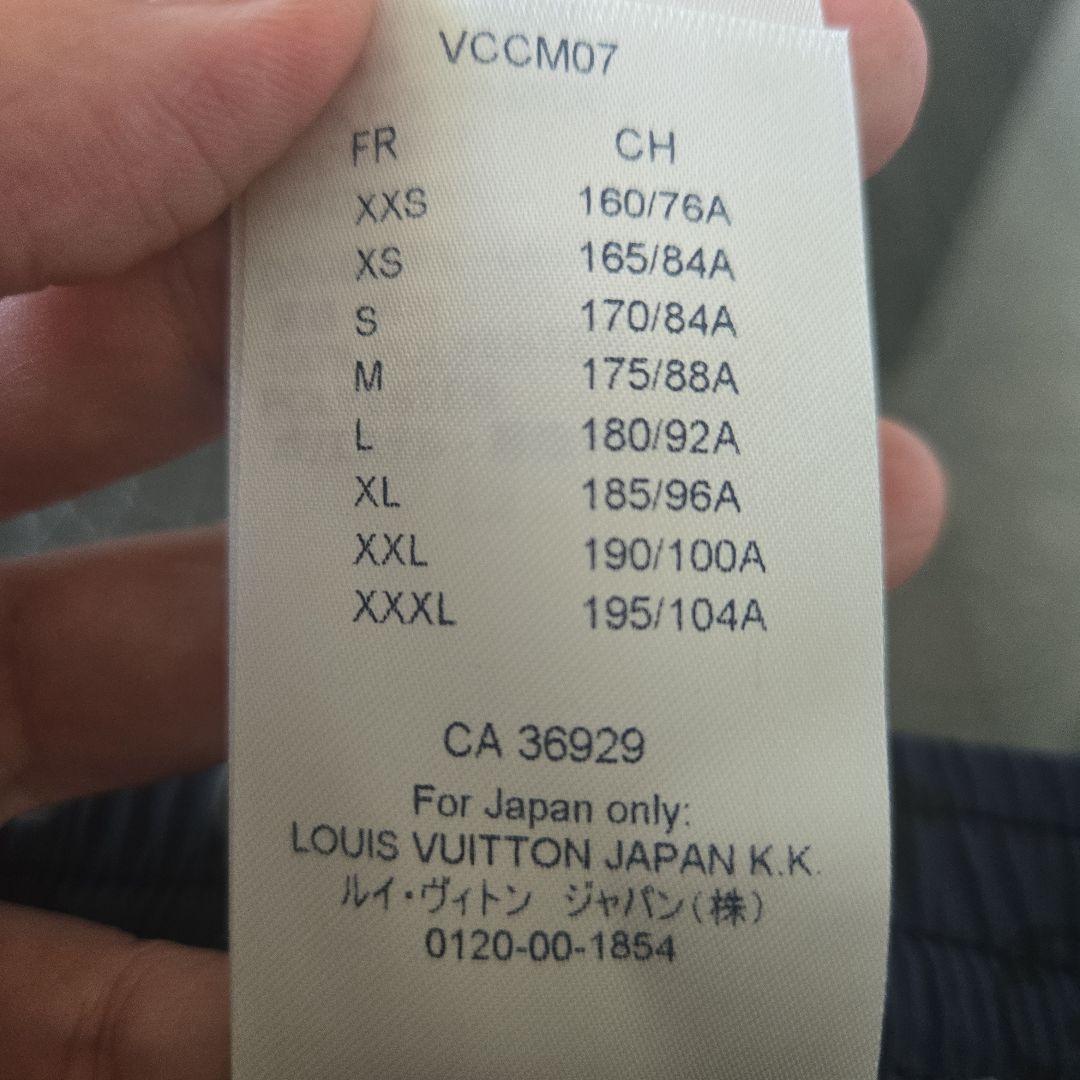 VCCM07
FR CH
XXS 160/76A
XS 165/84A
S 170/84A
M 175/88A
L 180/92A
XL 185/96A
XXL 190/100A
XXXL 195/104A
CA 36929
For Japan only:
LOUIS VUITTON JAPAN K.K.
ルイ・ヴィトン ジャパン(株)
0120-00-1854